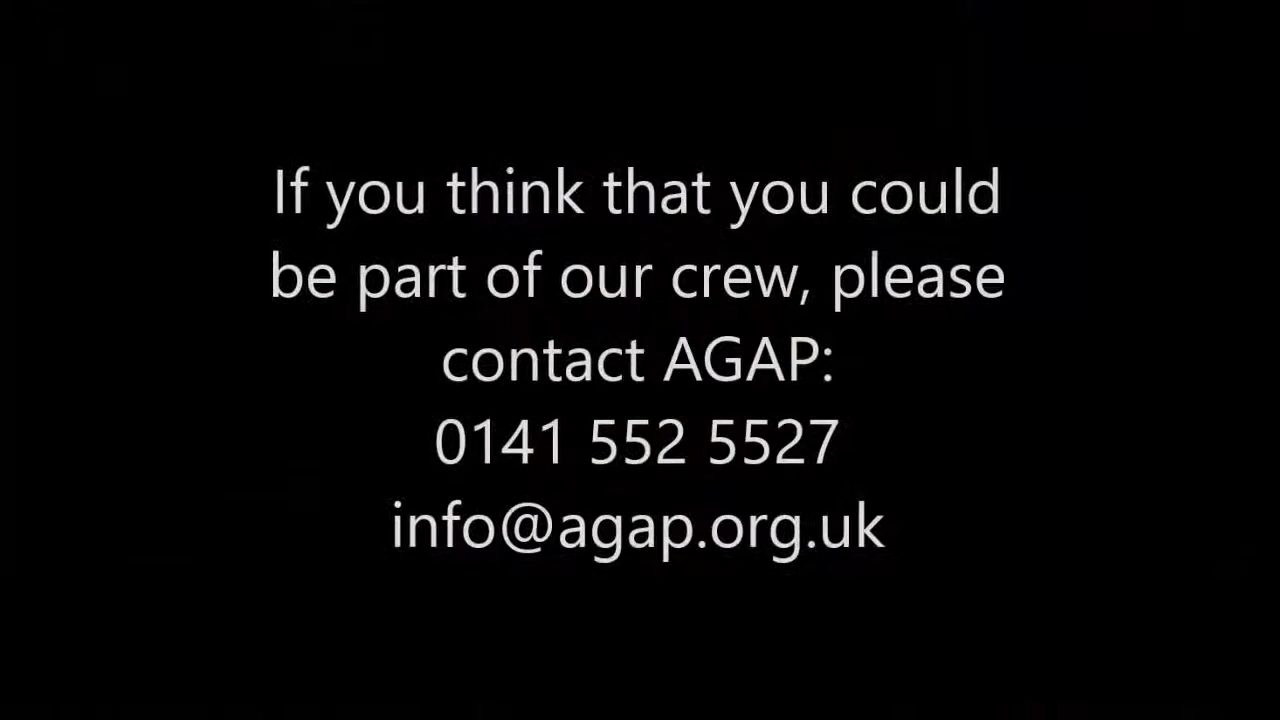 If you think that you could
be part of our crew, please
contact AGAP:
0141 552 5527
info@agap.org.uk